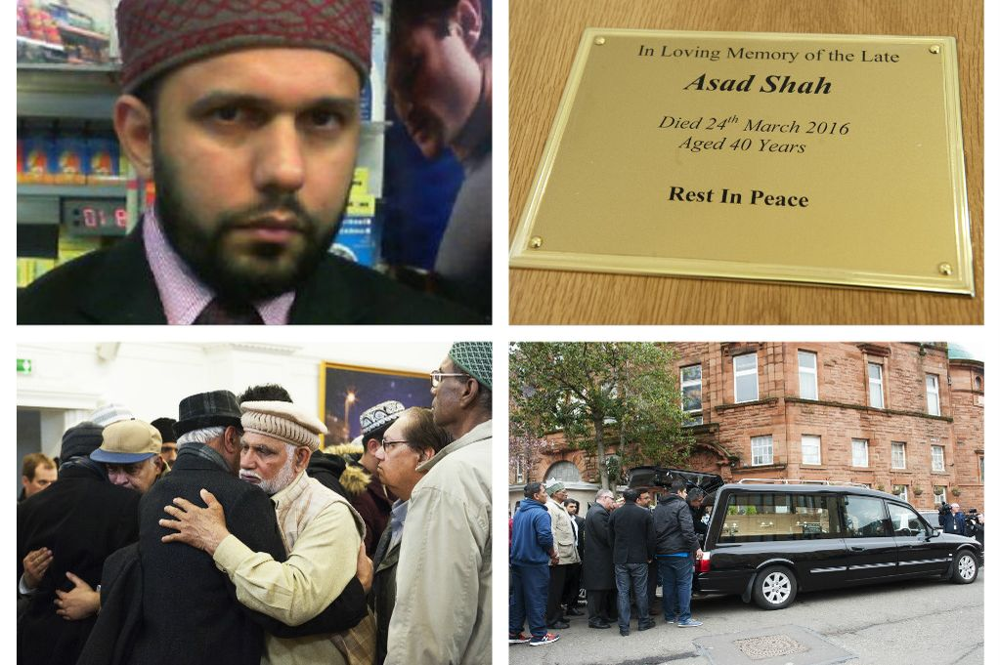 In Loving Memory of the Late
Asad Shah
Died 24th March 2016
Aged 40 Years
Rest In Peace